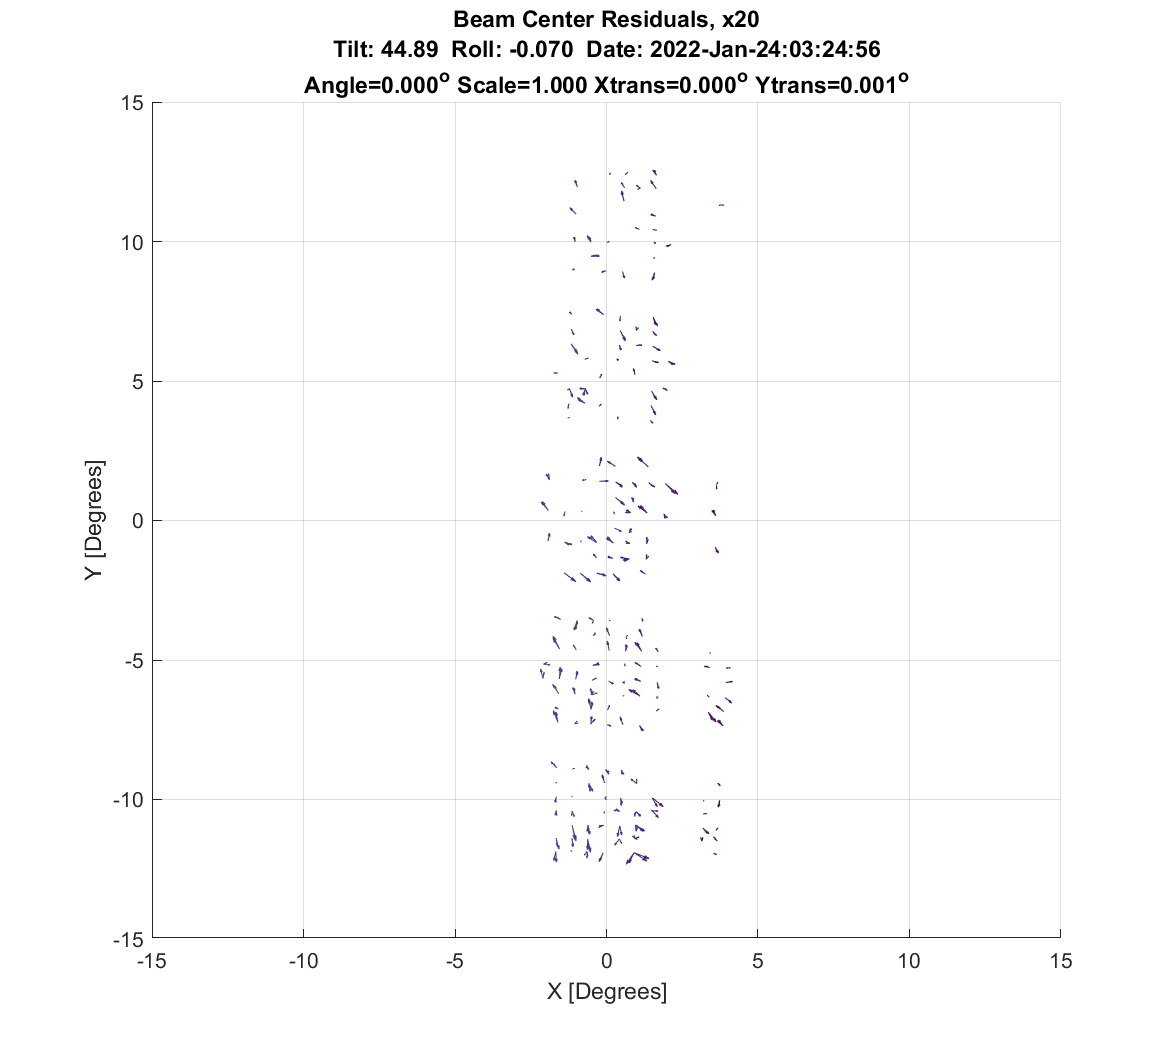 Beam Center Residuals, x20
Tilt: 44.89 Roll: -0.070 Date: 2022-Jan-24:03:24:56
Angle=0.000° Scale=1.000 Xtrans=0.000° Ytrans=0.001°
15
10
5
0
-5
-10
-15
Y [Degrees]
-15 -10 -5 0 5 10 15
X [Degrees]